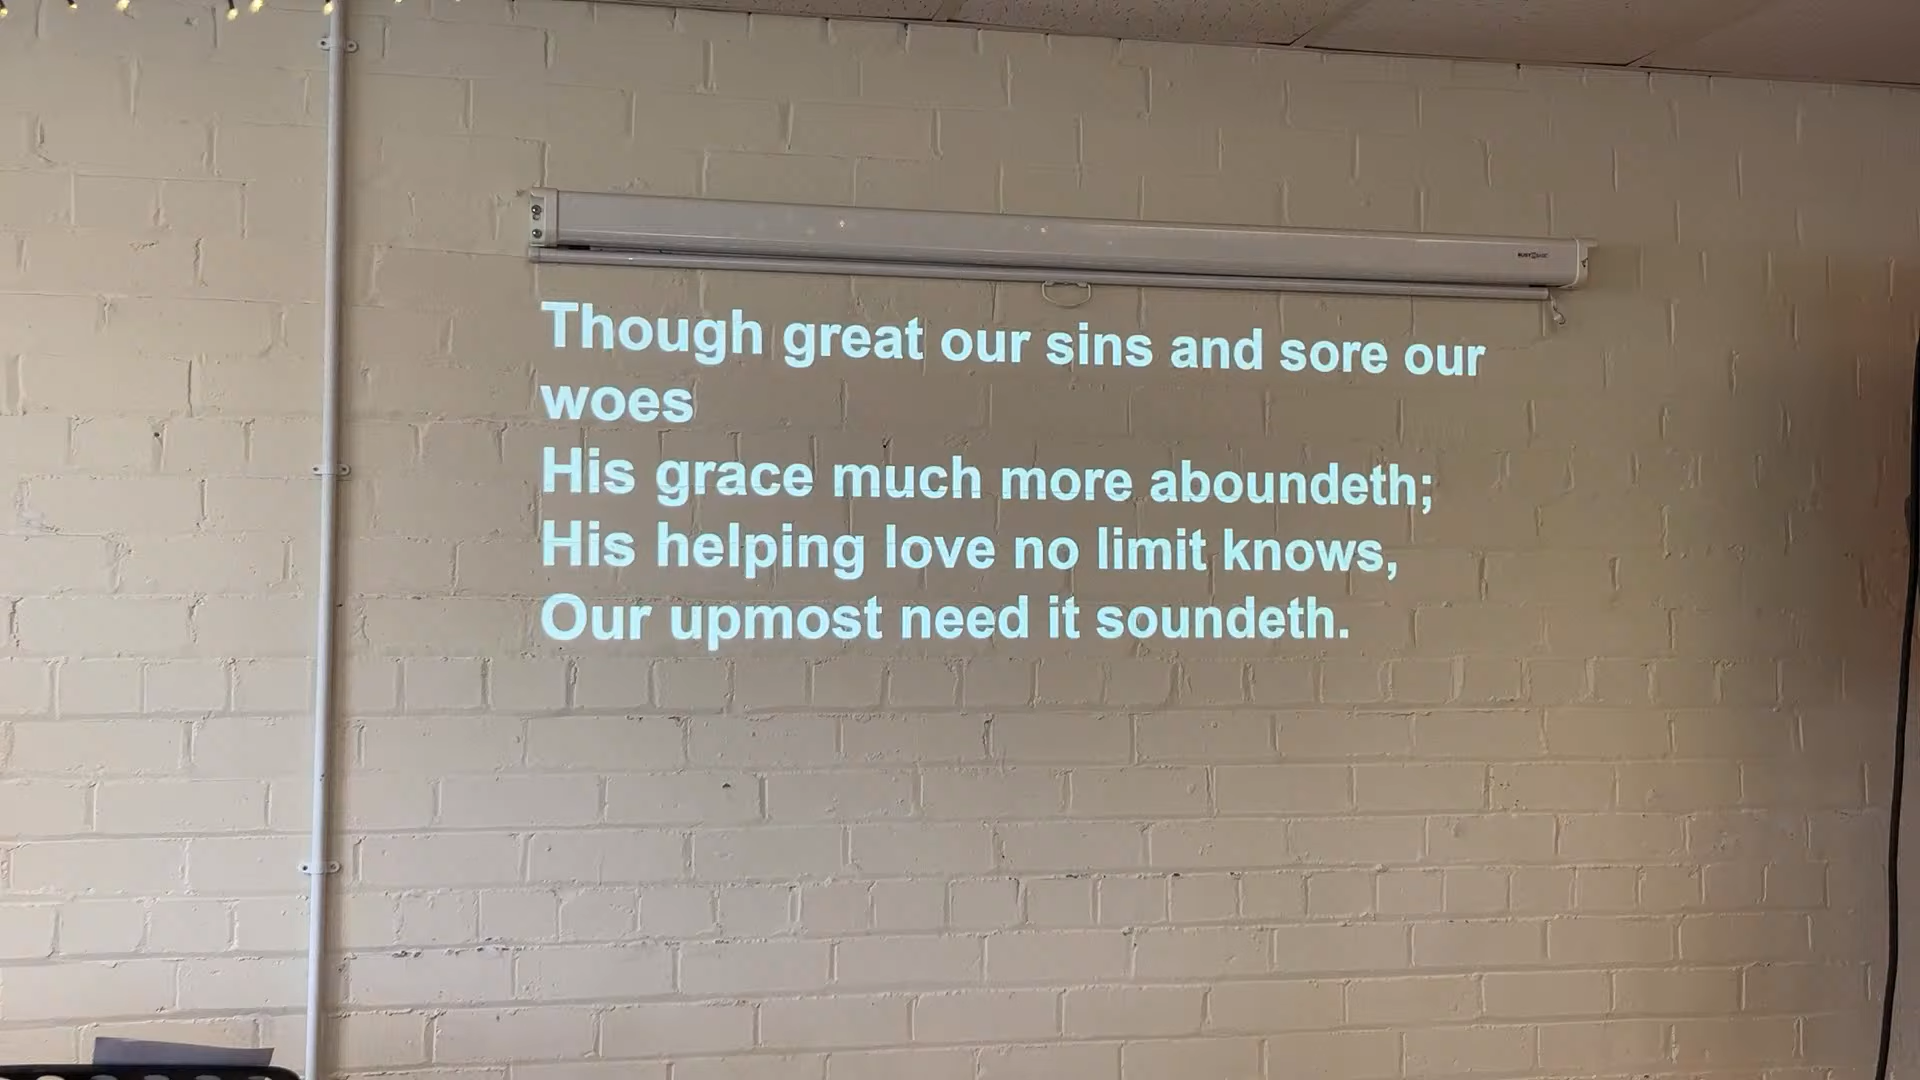 Though great our sins and sore our
woes
His grace much more aboundeth;
His helping love no limit knows,
Our upmost need it soundeth.